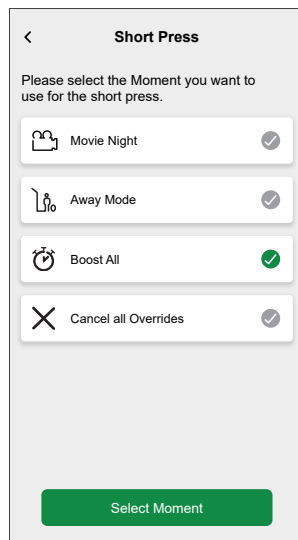 Short Press
Please select the Moment you want to
use for the short press.
Movie Night
Away Mode
Boost All
Cancel all Overrides
Select Moment